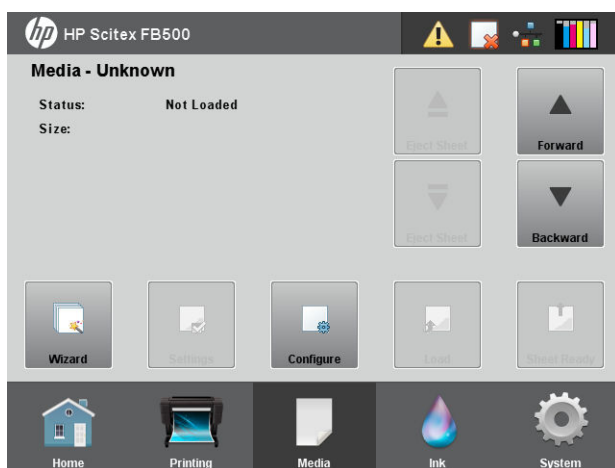 hp HP Scitex FB500
Media - Unknown
Status: Not Loaded
Size:
Eject Sheet
Forward
Eject Sheet
Backward
Wizard
Settings
Configure
Load
Sheet Ready
Home
Printing
Media
Ink
System